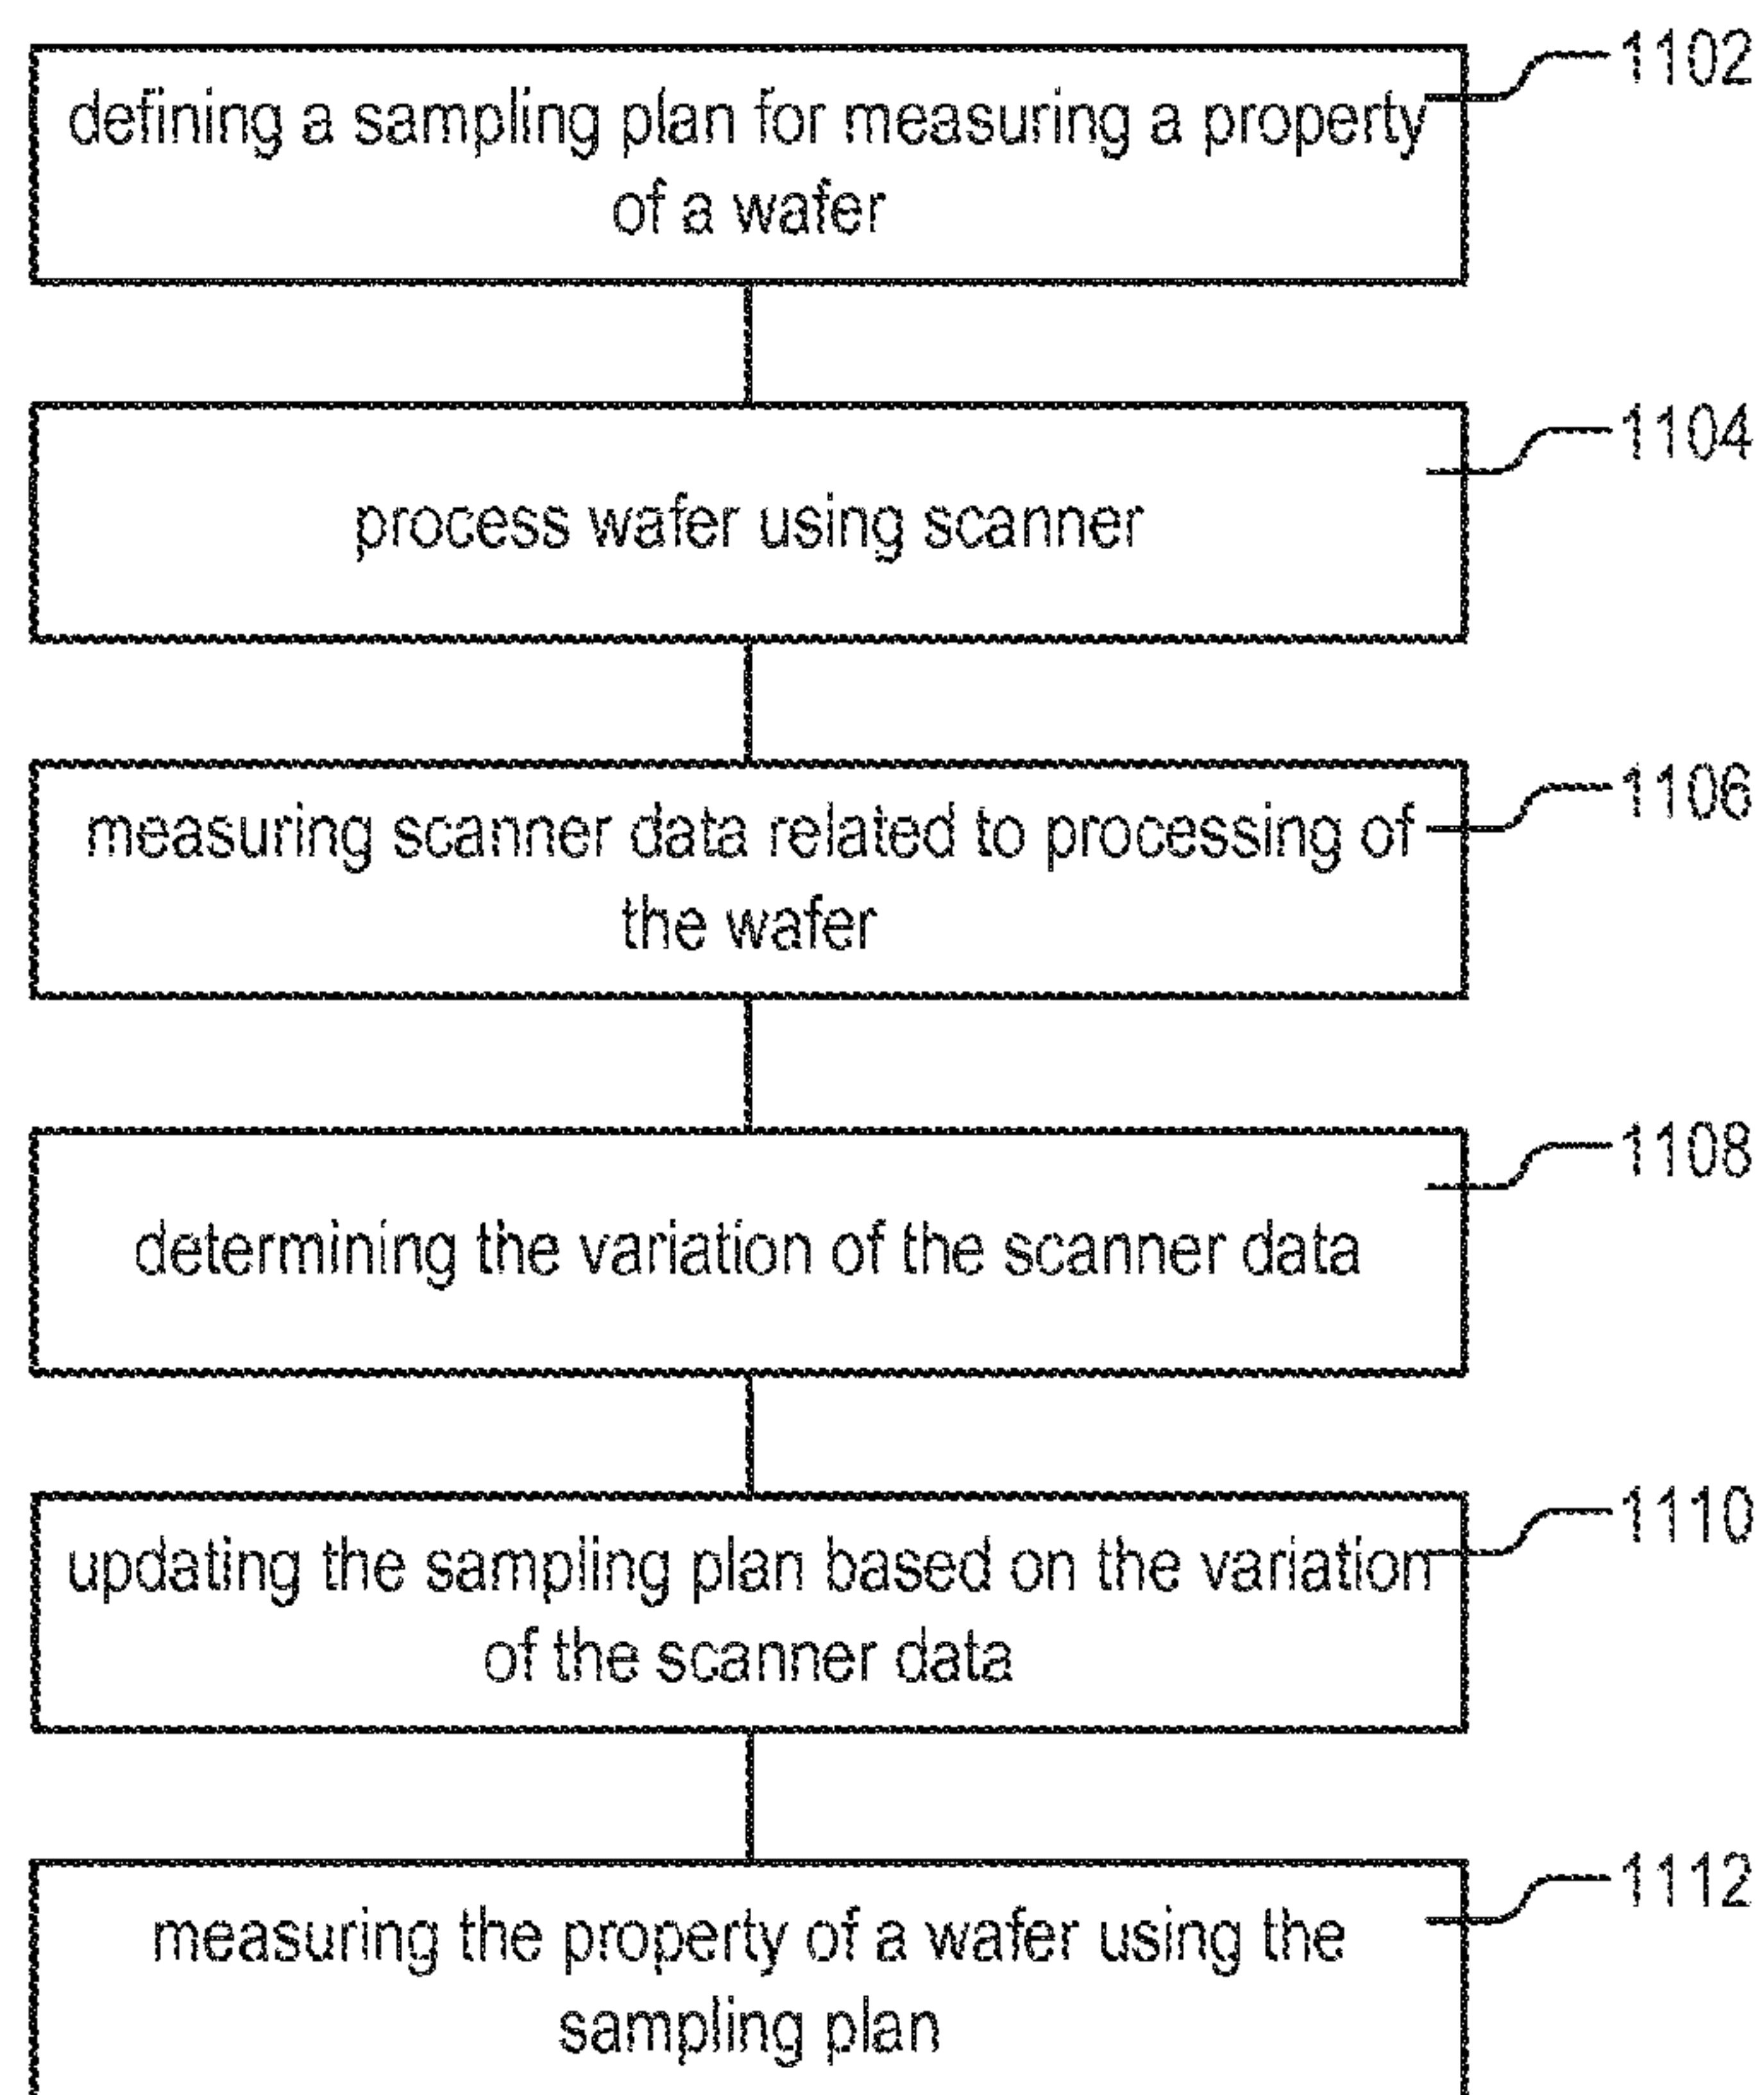 1102
defining a sampling plan for measuring a property
of a wafer
1104
process wafer using scanner
1106
measuring scanner data related to processing of
the wafer
1108
determining the variation of the scanner data
1110
updating the sampling plan based on the variation
of the scanner data
1112
measuring the property of a wafer using the
sampling plan